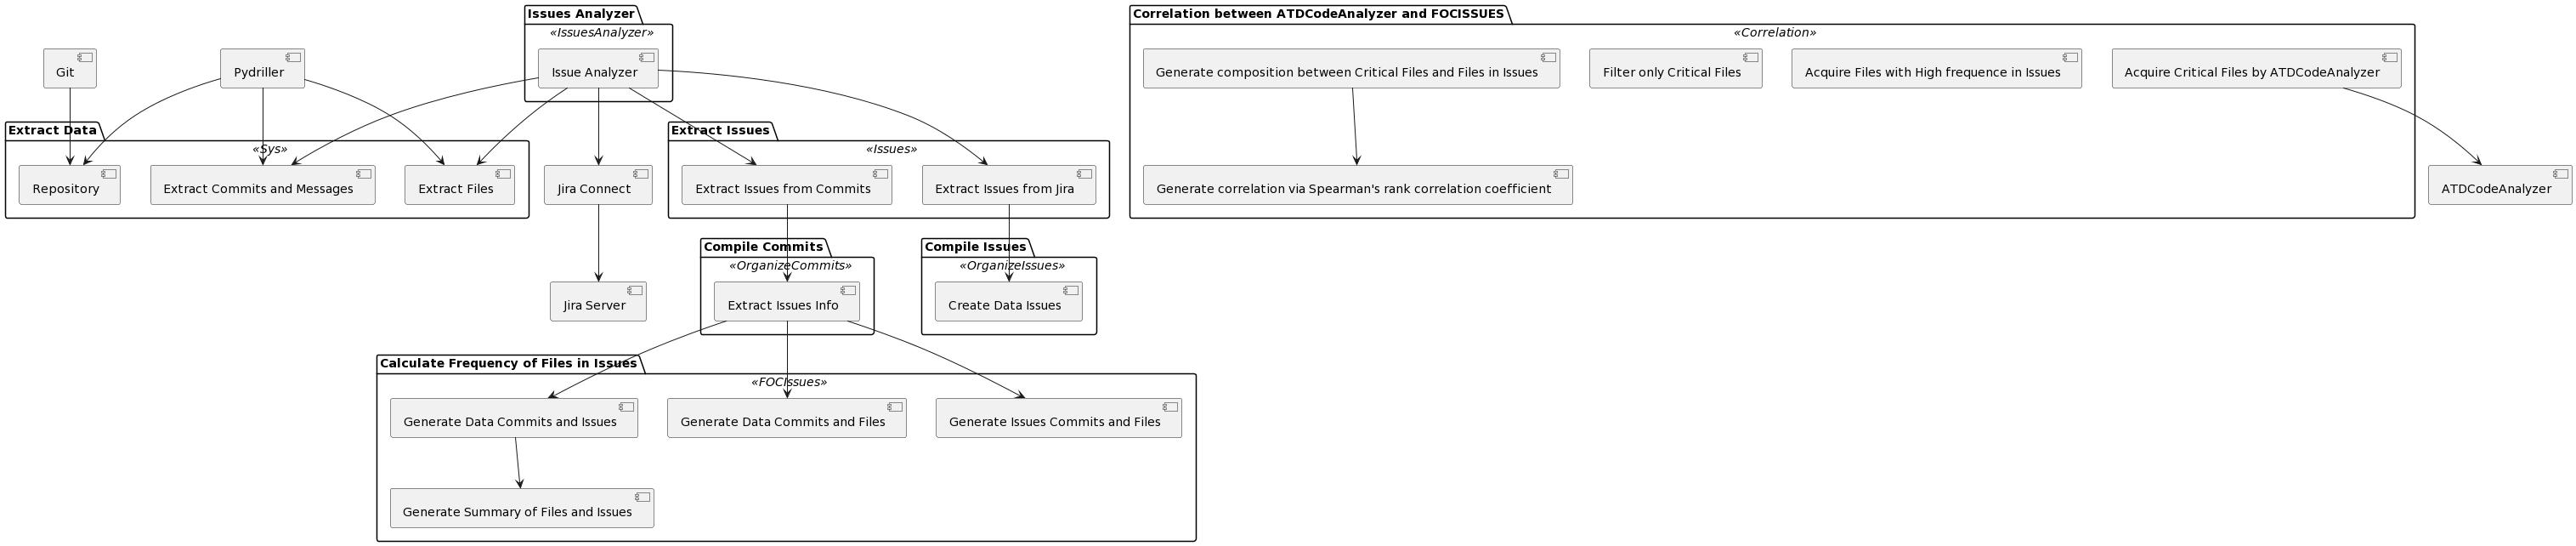 Issues Analyzer
«IssuesAnalyzer»
Correlation between ATDCodeAnalyzer and FOCISSUES
«Correlation»
Git
Pydriller
Issue Analyzer
Generate composition between Critical Files and Files in Issues
Filter only Critical Files
Acquire Files with High frequence in Issues
Acquire Critical Files by ATDCodeAnalyzer
Extract Data
«Sys»
Extract Issues
«Issues»
Repository
Extract Commits and Messages
Extract Files
Jira Connect
Extract Issues from Commits
Extract Issues from Jira
Generate correlation via Spearman's rank correlation coefficient
ATDCodeAnalyzer
Compile Commits
«OrganizeCommits»
Compile Issues
«OrganizeIssues»
Jira Server
Extract Issues Info
Create Data Issues
Calculate Frequency of Files in Issues
«FOCIssues»
Generate Data Commits and Issues
Generate Data Commits and Files
Generate Issues Commits and Files
Generate Summary of Files and Issues